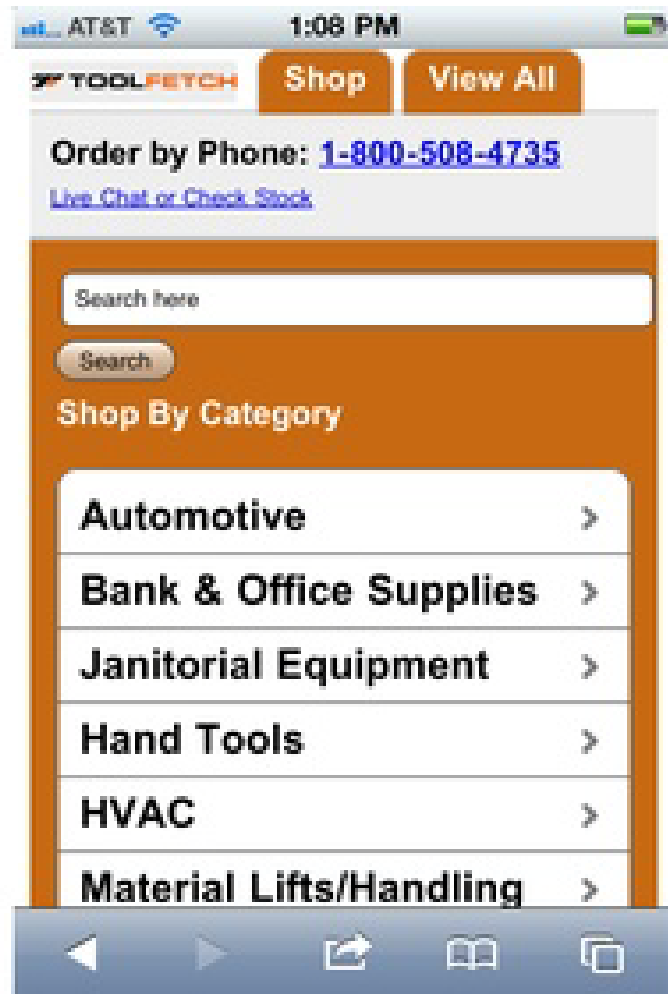 AT&T 1:08 PM
TOOLFETCH Shop View All
Order by Phone: 1-800-508-4735
Live Chat or Check Stock
Search here
Search
Shop By Category
Automotive
Bank & Office Supplies
Janitorial Equipment
Hand Tools
HVAC
Material Lifts/Handling